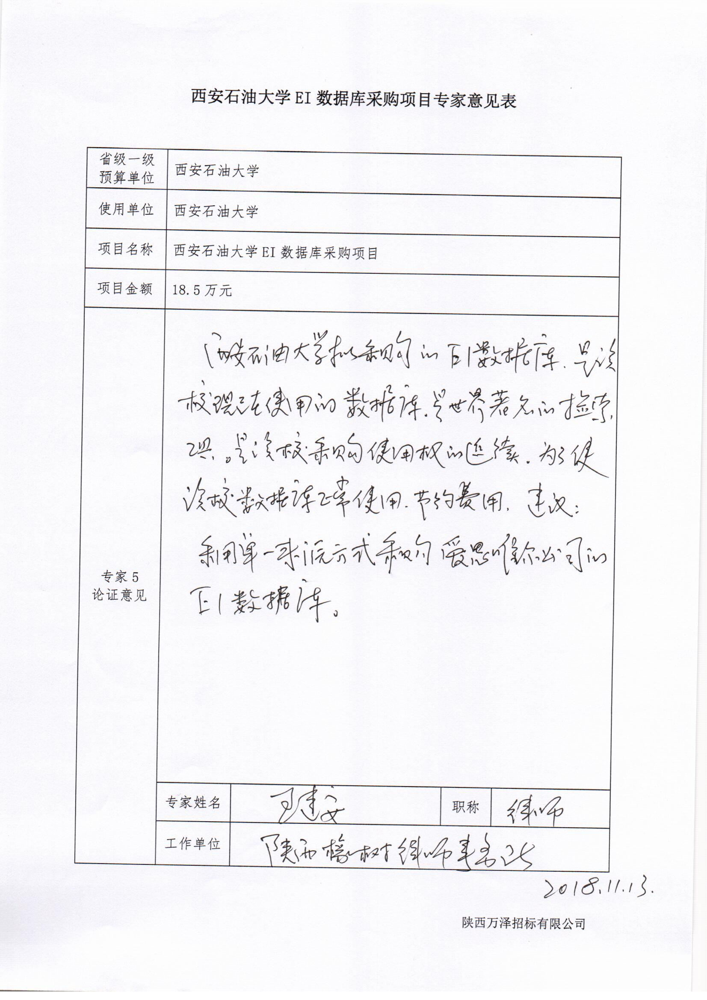 西安石油大学 EI 数据库采购项目专家意见表
省级一级
预算单位
西安石油大学
使用单位
西安石油大学
项目名称
西安石油大学 EI 数据库采购项目
项目金额
18.5 万元
专家 5
论证意见
西安石油大学拟采购的EI数据库.是该
校现在使用的数据库.是世界著名的检索
是该校采购使用权的延续.为了使
该校数据库正常使用.节约费用,建议:
采用单一来源方式采购爱思唯尔公司的
EI数据库。
专家姓名
王建安
职称
律师
工作单位
陕西橡树律师事务所
2018.11.13.
陕西万泽招标有限公司